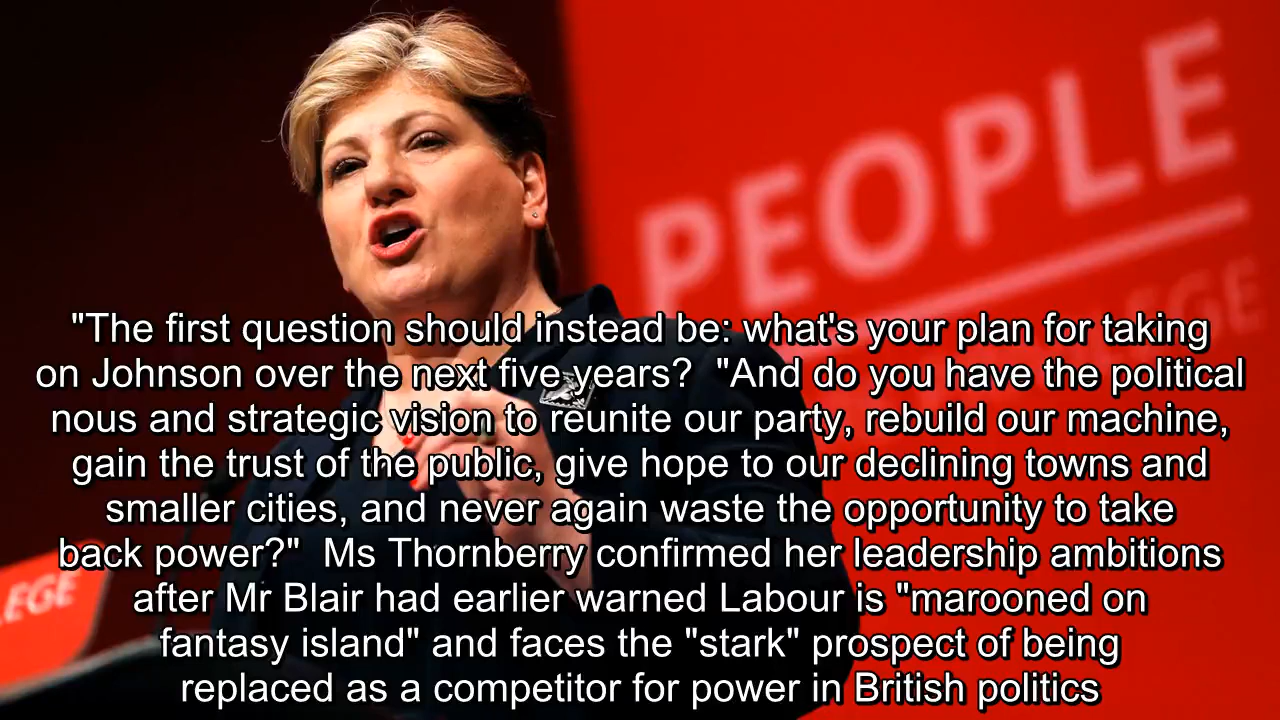 PEOPLE
EGE
"The first question should instead be: what's your plan for taking
on Johnson over the next five years?  "And do you have the political
nous and strategic vision to reunite our party, rebuild our machine,
gain the trust of the public, give hope to our declining towns and
smaller cities, and never again waste the opportunity to take
back power?"  Ms Thornberry confirmed her leadership ambitions
after Mr Blair had earlier warned Labour is "marooned on
fantasy island" and faces the "stark" prospect of being
replaced as a competitor for power in British politics
EGE